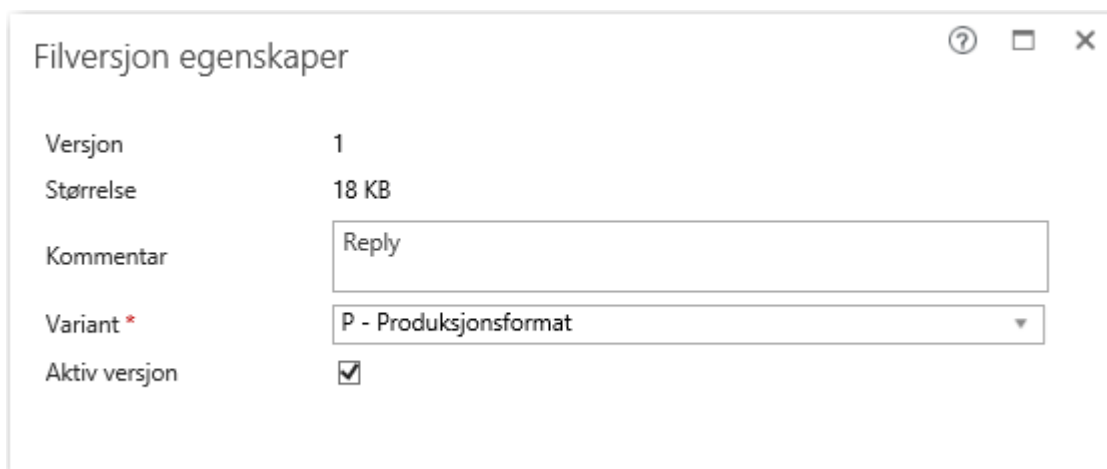 Filversjon egenskaper
Versjon 1
Størrelse 18 KB
Kommentar Reply
Variant * P - Produksjonsformat
Aktiv versjon